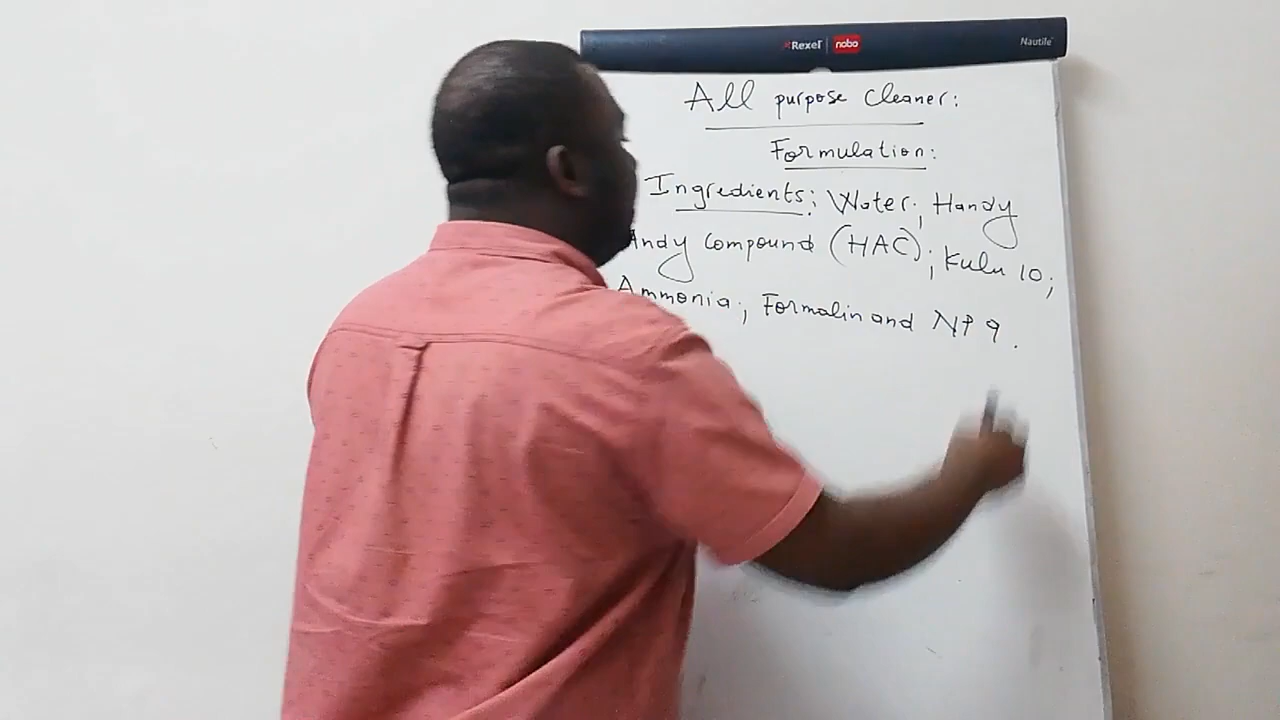 Rexel nobo Nautile
All purpose Cleaner:
Formulation:
Ingredients: Water; Handy
Andy Compound (HAC); Kulu 10;
Ammonia; Formalin and NP 9.